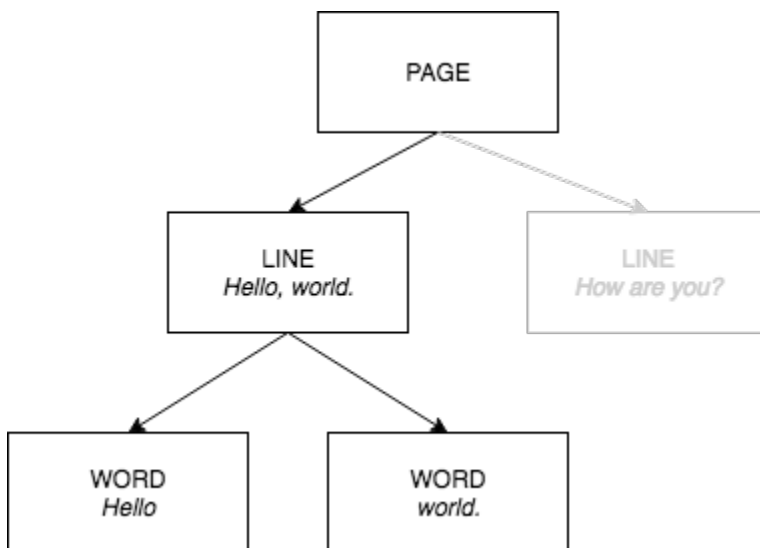 PAGE
LINE
Hello, world.
LINE
How are you?
WORD
Hello
WORD
world.